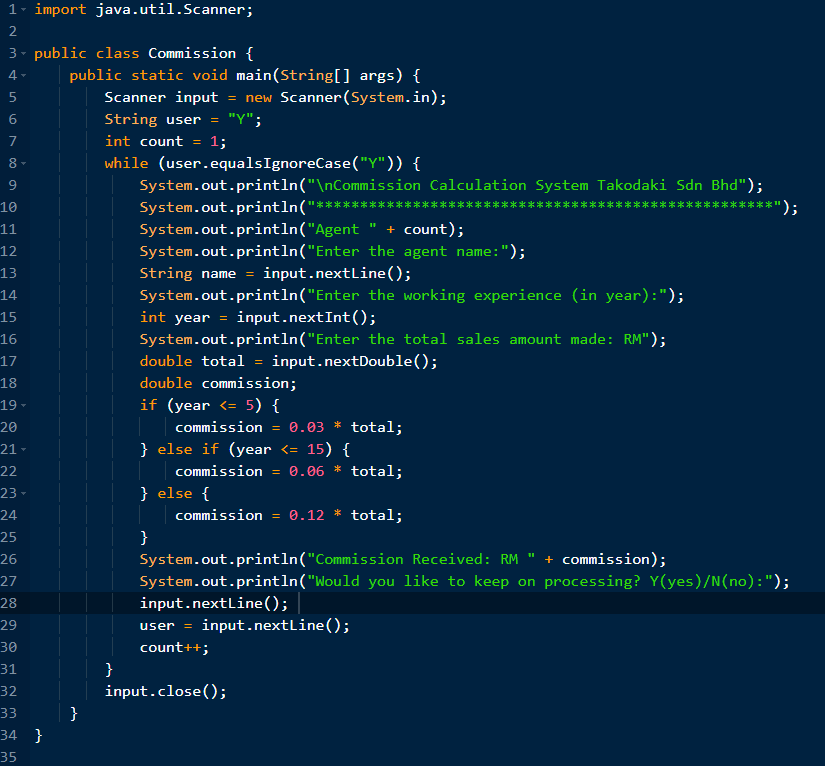 1 import java.util.Scanner;
2
3 public class Commission {
4     public static void main(String[] args) {
5         Scanner input = new Scanner(System.in);
6         String user = "Y";
7         int count = 1;
8         while (user.equalsIgnoreCase("Y")) {
9             System.out.println("\nCommission Calculation System Takodaki Sdn Bhd");
10             System.out.println("****************************************************");
11             System.out.println("Agent " + count);
12             System.out.println("Enter the agent name:");
13             String name = input.nextLine();
14             System.out.println("Enter the working experience (in year):");
15             int year = input.nextInt();
16             System.out.println("Enter the total sales amount made: RM");
17             double total = input.nextDouble();
18             double commission;
19             if (year <= 5) {
20                 commission = 0.03 * total;
21             } else if (year <= 15) {
22                 commission = 0.06 * total;
23             } else {
24                 commission = 0.12 * total;
25             }
26             System.out.println("Commission Received: RM " + commission);
27             System.out.println("Would you like to keep on processing? Y(yes)/N(no):");
28             input.nextLine();
29             user = input.nextLine();
30             count++;
31         }
32         input.close();
33     }
34 }
35